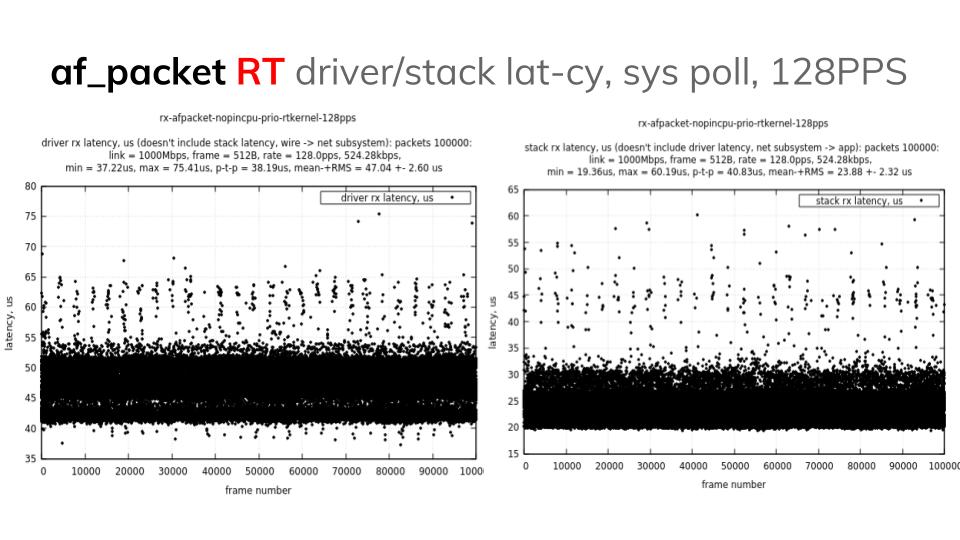 af_packet RT driver/stack lat-cy, sys poll, 128PPS
rx-afpacket-nopincpu-prio-rtkernel-128pps
driver rx latency, us (doesn't include stack latency, wire -> net subsystem): packets 100000:
link = 1000Mbps, frame = 512B, rate = 128.0pps, 524.28kbps,
min = 37.22us, max = 75.41us, p-t-p = 38.19us, mean-+RMS = 47.04 +- 2.60 us
driver rx latency, us
80
75
70
65
60
55
50
45
40
35
latency, us
0 10000 20000 30000 40000 50000 60000 70000 80000 90000 10000
frame number
rx-afpacket-nopincpu-prio-rtkernel-128pps
stack rx latency, us (doesn't include driver latency, net subsystem -> app): packets 100000:
link = 1000Mbps, frame = 512B, rate = 128.0pps, 524.28kbps,
min = 19.36us, max = 60.19us, p-t-p = 40.83us, mean-+RMS = 23.88 +- 2.32 us
stack rx latency, us
65
60
55
50
45
40
35
30
25
20
15
latency, us
0 10000 20000 30000 40000 50000 60000 70000 80000 90000 100000
frame number